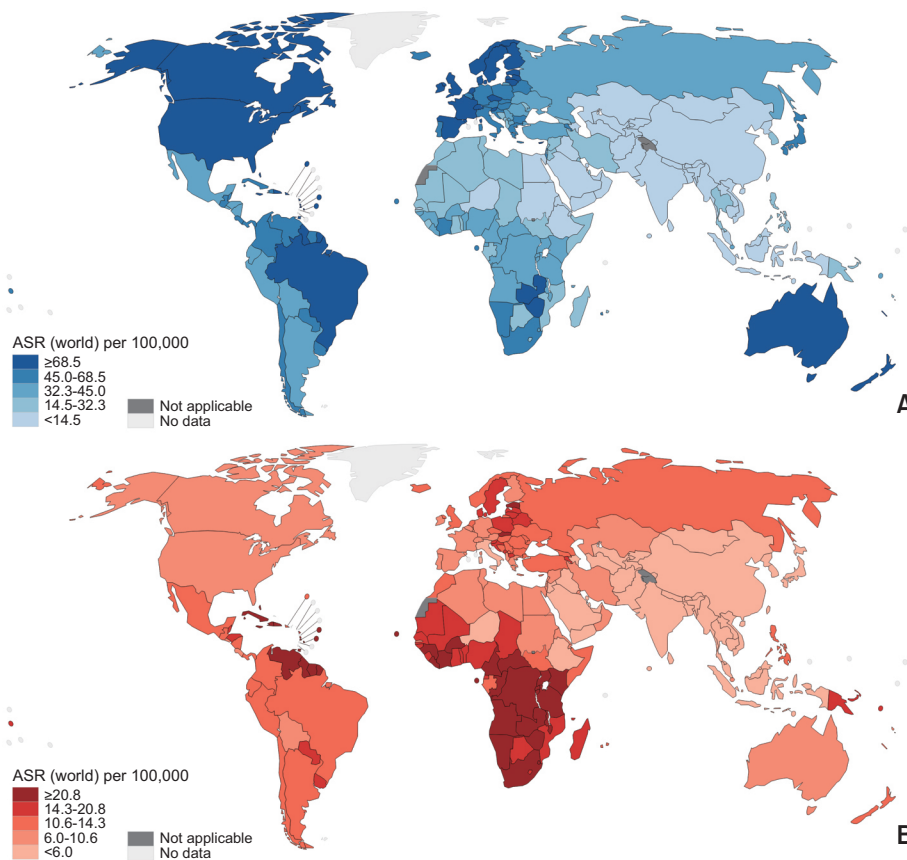 ASR (world) per 100,000
≥68.5
45.0-68.5
32.3-45.0
14.5-32.3
<14.5
Not applicable
No data
A
ASR (world) per 100,000
≥20.8
14.3-20.8
10.6-14.3
6.0-10.6
<6.0
Not applicable
No data
B